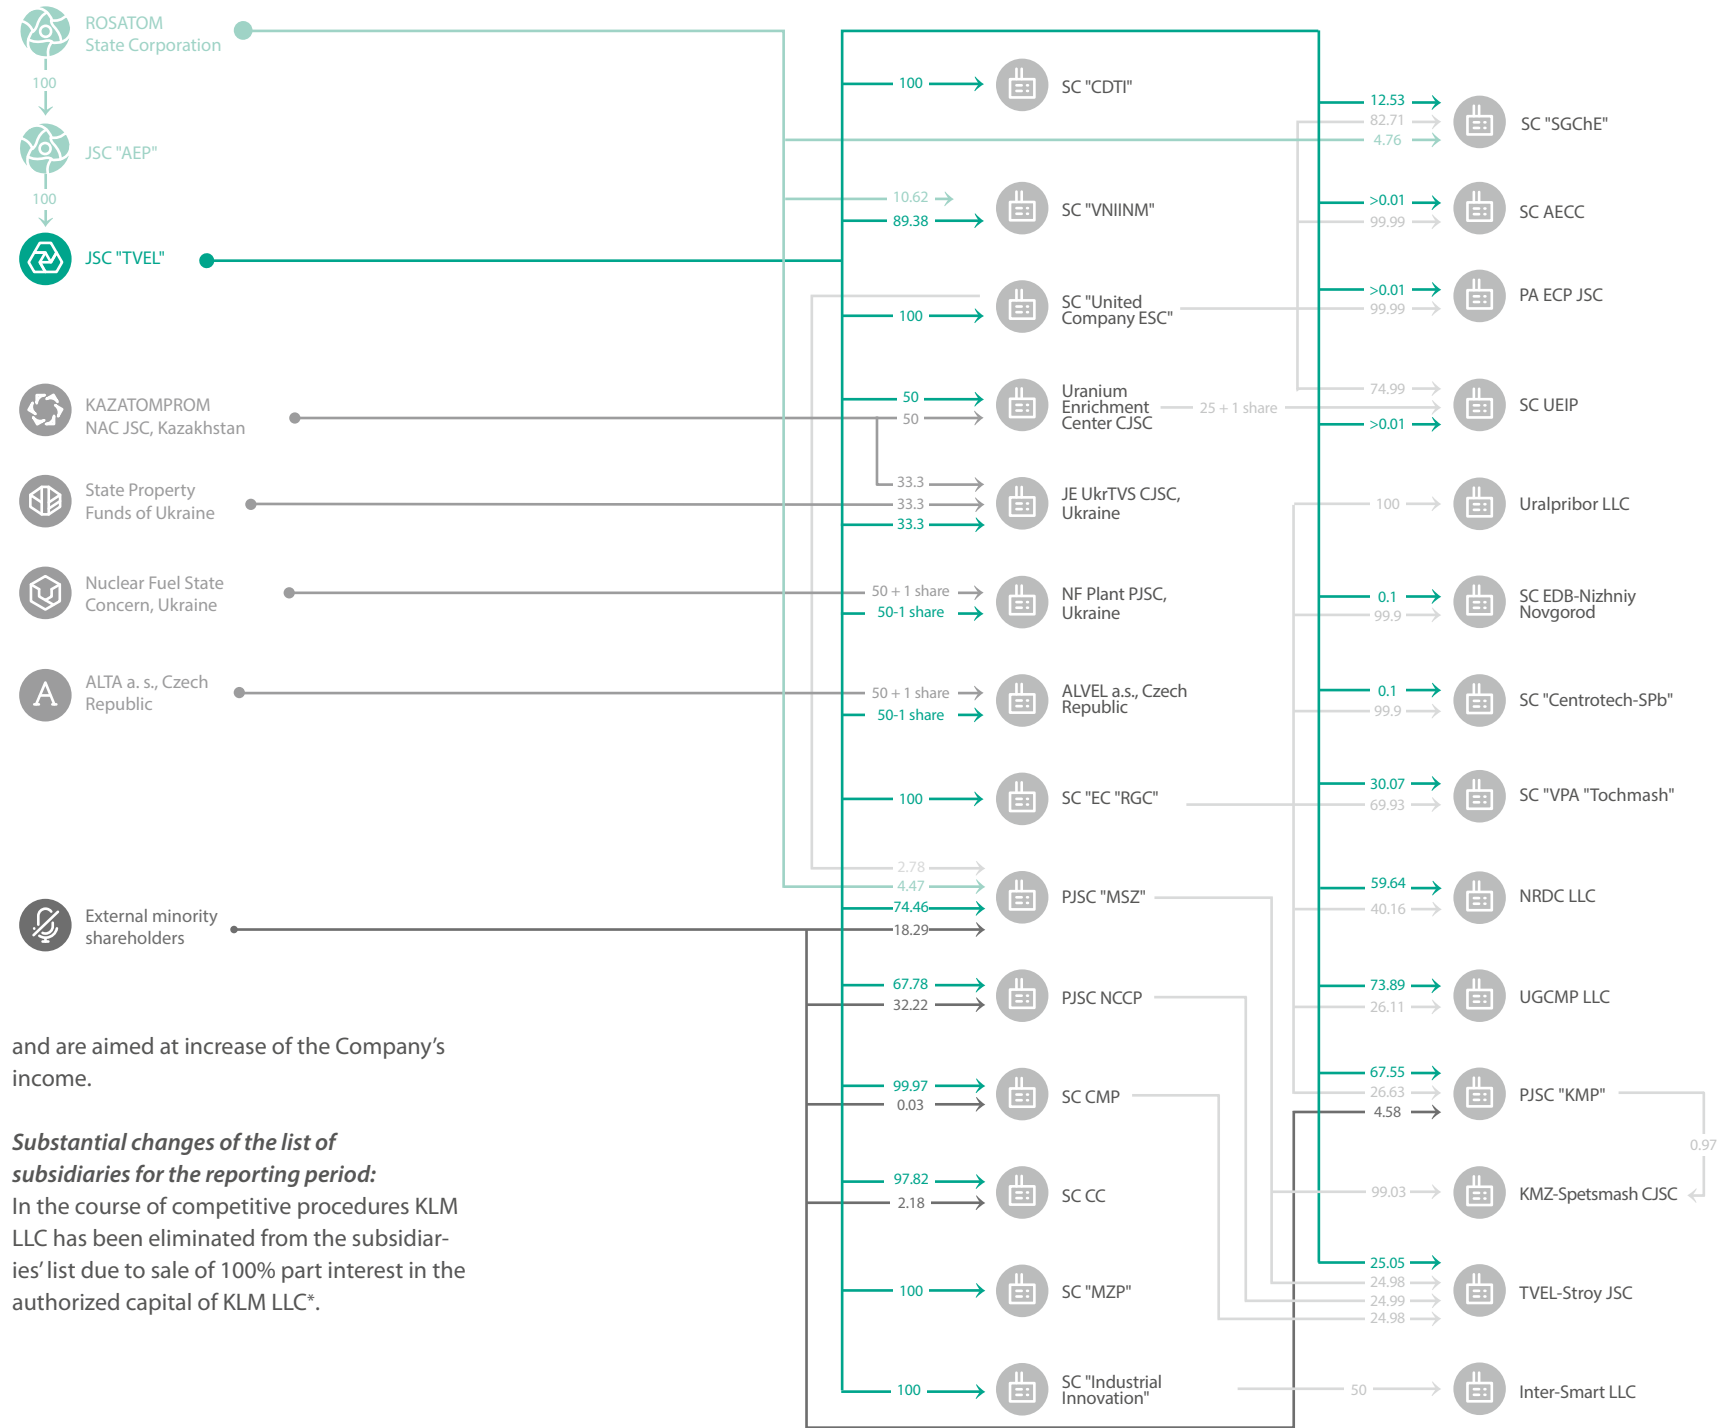 ROSATOM
State Corporation
100
JSC "AEP"
100
JSC "TVEL"
KAZATOMPROM
NAC JSC, Kazakhstan
State Property
Funds of Ukraine
Nuclear Fuel State
Concern, Ukraine
ALTA a. s., Czech
Republic
External minority
shareholders
and are aimed at increase of the Company's
income.
Substantial changes of the list of
subsidiaries for the reporting period:
In the course of competitive procedures KLM
LLC has been eliminated from the subsidiar-
ies' list due to sale of 100% part interest in the
authorized capital of KLM LLC*.
100
SC "CDTI"
10.62
89.38
SC "VNIINM"
100
SC "United
Company ESC"
50
50
Uranium
Enrichment
Center CJSC
25 + 1 share
33.3
33.3
33.3
JE UkrTVS CJSC,
Ukraine
50 + 1 share
50-1 share
NF Plant PJSC,
Ukraine
50 + 1 share
50-1 share
ALVEL a.s., Czech
Republic
100
SC "EC "RGC"
2.78
4.47
74.46
18.29
PJSC "MSZ"
67.78
32.22
PJSC NCCP
99.97
0.03
SC CMP
97.82
2.18
SC CC
100
SC "MZP"
100
SC "Industrial
Innovation"
12.53
82.71
4.76
SC "SGChE"
>0.01
99.99
SC AECC
>0.01
99.99
PA ECP JSC
74.99
>0.01
SC UEIP
100
Uralpribor LLC
0.1
99.9
SC EDB-Nizhniy
Novgorod
0.1
99.9
SC "Centrotech-SPb"
30.07
69.93
SC "VPA "Tochmash"
59.64
40.16
NRDC LLC
73.89
26.11
UGCMP LLC
67.55
26.63
4.58
PJSC "KMP"
0.97
99.03
KMZ-Spetsmash CJSC
25.05
24.98
24.99
24.98
TVEL-Stroy JSC
50
Inter-Smart LLC